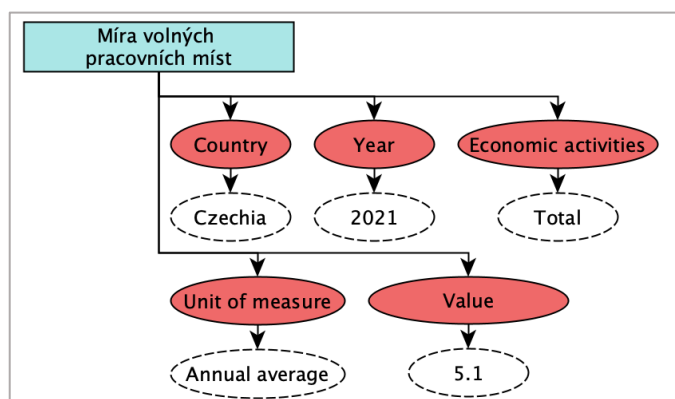 Míra volných
pracovních míst
Country
Year
Economic activities
Czechia
2021
Total
Unit of measure
Value
Annual average
5.1